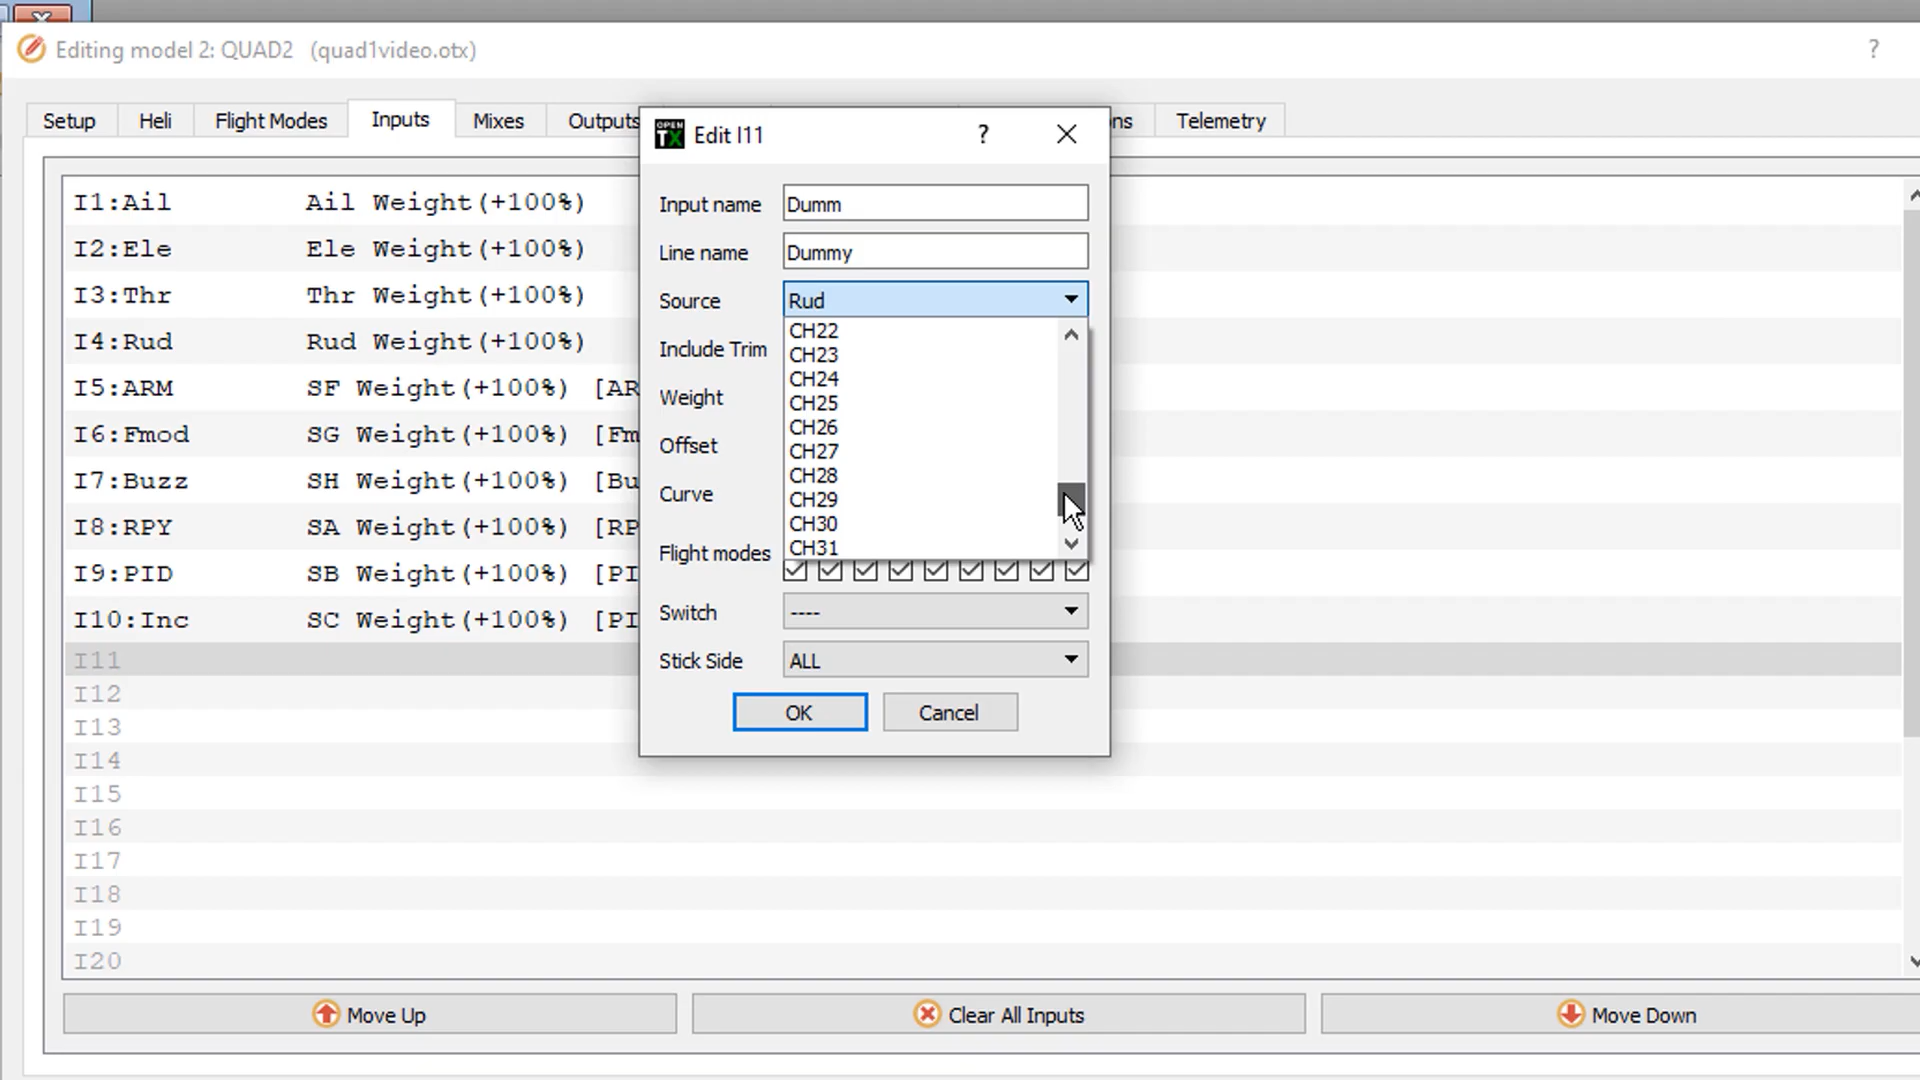 Editing model 2: QUAD2 (quad1video.otx) ?
Setup Heli Flight Modes Inputs Mixes Outputs Telemetry
OPEN TX Edit I11 ?
Input name Dumm
Line name Dummy
Source Rud
CH22
CH23
CH24
CH25
CH26
CH27
CH28
CH29
CH30
CH31
Include Trim
Weight
Offset
Curve
Flight modes
Switch ----
Stick Side ALL
OK Cancel
I1:Ail Ail Weight(+100%)
I2:Ele Ele Weight(+100%)
I3:Thr Thr Weight(+100%)
I4:Rud Rud Weight(+100%)
I5:ARM SF Weight(+100%) [AR
I6:Fmod SG Weight(+100%) [Fm
I7:Buzz SH Weight(+100%) [Bu
I8:RPY SA Weight(+100%) [RP
I9:PID SB Weight(+100%) [PI
I10:Inc SC Weight(+100%) [PI
I11
I12
I13
I14
I15
I16
I17
I18
I19
I20
Move Up Clear All Inputs Move Down